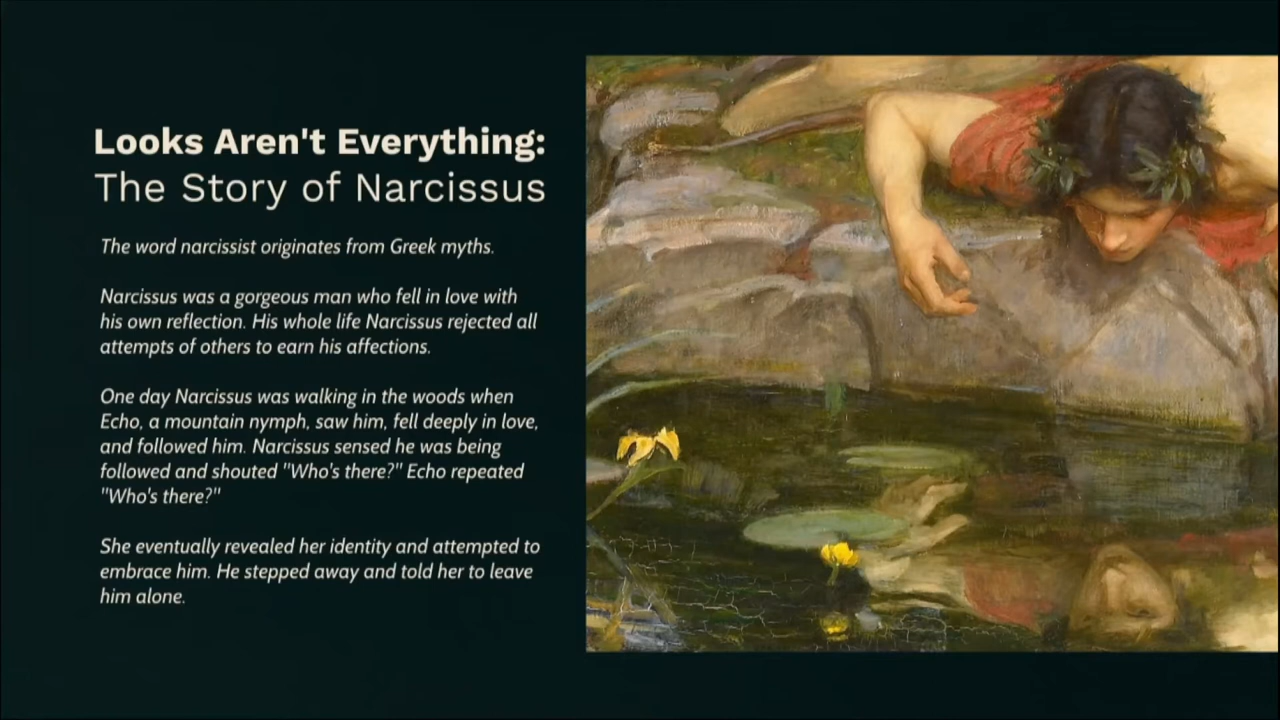 Looks Aren't Everything:
The Story of Narcissus
The word narcissist originates from Greek myths.
Narcissus was a gorgeous man who fell in love with
his own reflection. His whole life Narcissus rejected all
attempts of others to earn his affections.
One day Narcissus was walking in the woods when
Echo, a mountain nymph, saw him, fell deeply in love,
and followed him. Narcissus sensed he was being
followed and shouted "Who's there?" Echo repeated
"Who's there?"
She eventually revealed her identity and attempted to
embrace him. He stepped away and told her to leave
him alone.